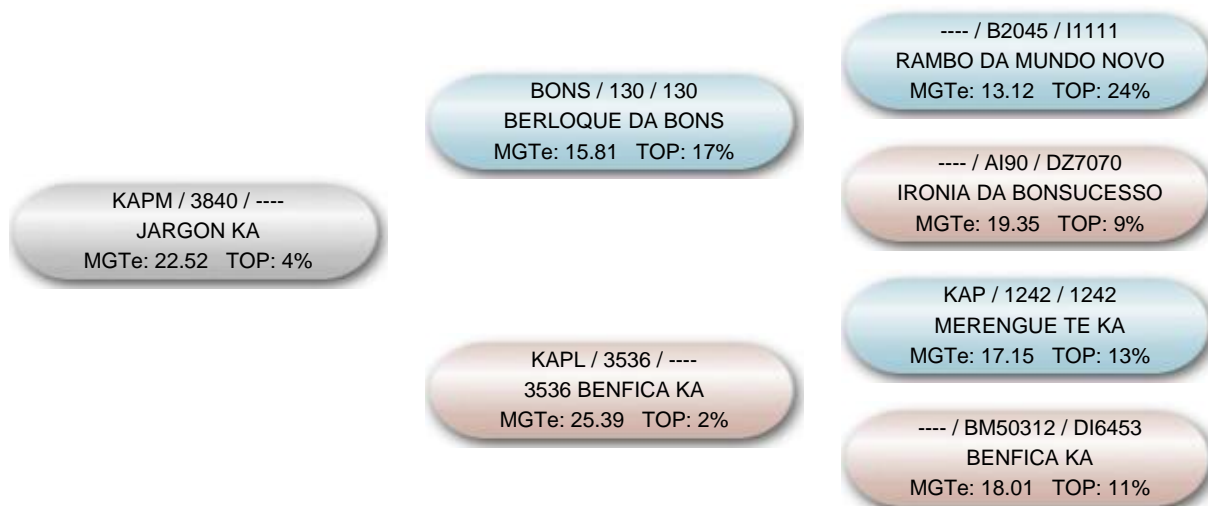 KAPM / 3840 / ----
JARGON KA
MGTe: 22.52 TOP: 4%
BONS / 130 / 130
BERLOQUE DA BONS
MGTe: 15.81 TOP: 17%
KAPL / 3536 / ----
3536 BENFICA KA
MGTe: 25.39 TOP: 2%
---- / B2045 / I1111
RAMBO DA MUNDO NOVO
MGTe: 13.12 TOP: 24%
---- / AI90 / DZ7070
IRONIA DA BONSUCESSO
MGTe: 19.35 TOP: 9%
KAP / 1242 / 1242
MERENGUE TE KA
MGTe: 17.15 TOP: 13%
---- / BM50312 / DI6453
BENFICA KA
MGTe: 18.01 TOP: 11%